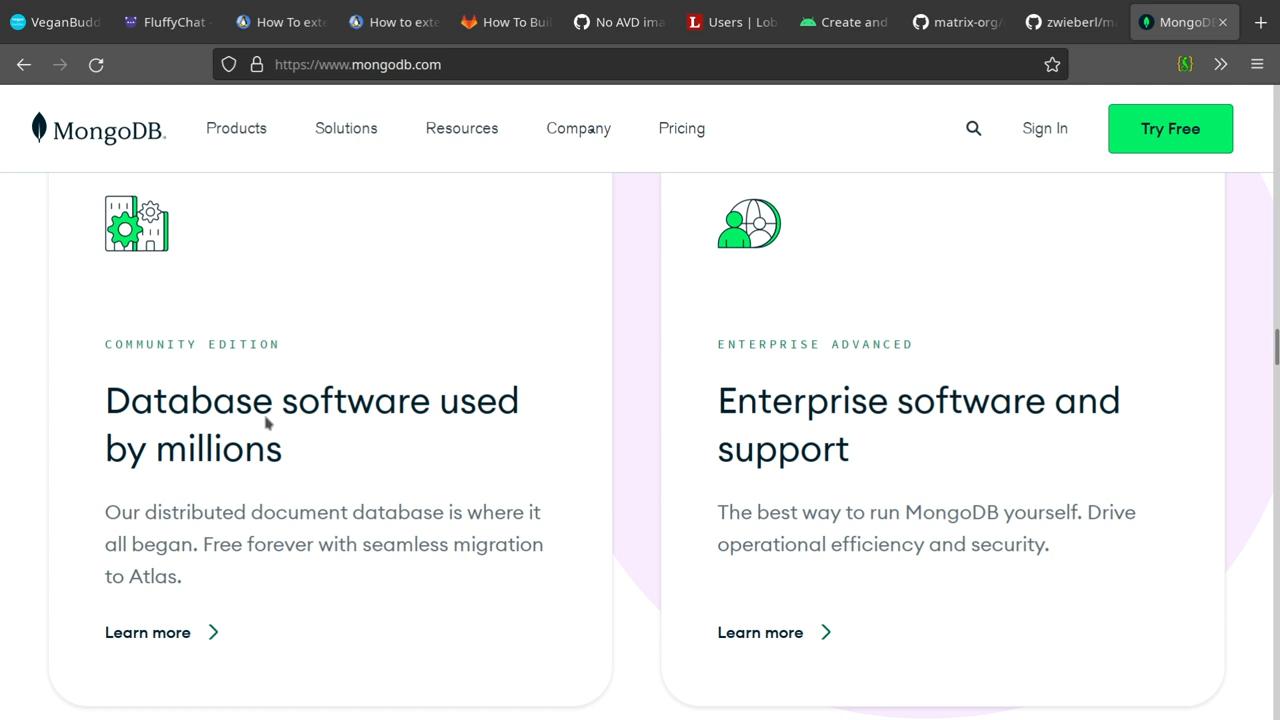 VeganBudd
FluffyChat
How To exte
How to exte
How To Buil
No AVD ima
Users | Lob
Create and
matrix-org/
zwieberl/m
MongoDB
https://www.mongodb.com
MongoDB.
Products
Solutions
Resources
Company
Pricing
Sign In
Try Free
COMMUNITY EDITION
Database software used
by millions
Our distributed document database is where it
all began. Free forever with seamless migration
to Atlas.
Learn more
ENTERPRISE ADVANCED
Enterprise software and
support
The best way to run MongoDB yourself. Drive
operational efficiency and security.
Learn more